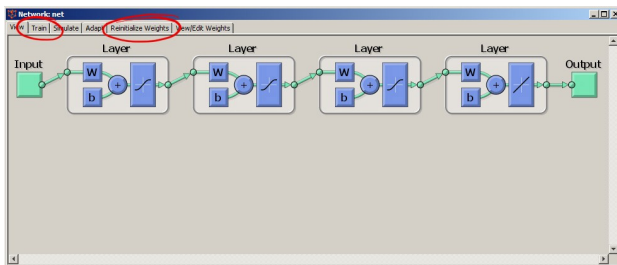 Network: net
View Train Simulate Adapt Reinitialize Weights View/Edit Weights
Layer Layer Layer Layer
Input Output
W W W W
+ + + +
b b b b